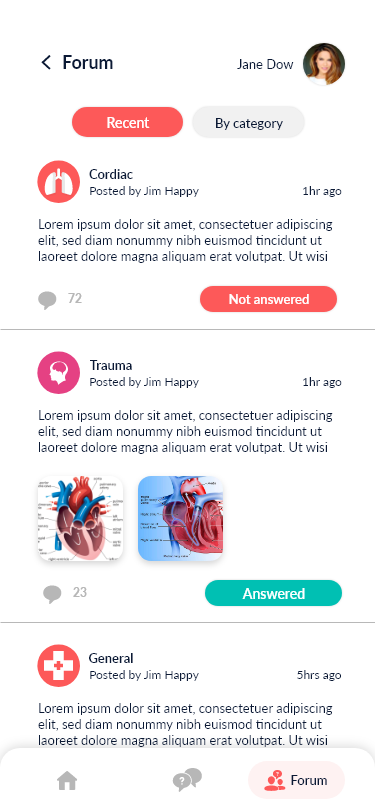 Forum
Jane Dow
Recent
By category
Cardiac
Posted by Jim Happy
1hr ago
Lorem ipsum dolor sit amet, consectetuer adipiscing
elit, sed diam nonummy nibh euismod tincidunt ut
laoreet dolore magna aliquam erat volutpat. Ut wisi
72
Not answered
Trauma
Posted by Jim Happy
1hr ago
Lorem ipsum dolor sit amet, consectetuer adipiscing
elit, sed diam nonummy nibh euismod tincidunt ut
laoreet dolore magna aliquam erat volutpat. Ut wisi
23
Answered
General
Posted by Jim Happy
5hrs ago
Lorem ipsum dolor sit amet, consectetuer adipiscing
elit, sed diam nonummy nibh euismod tincidunt ut
laoreet dolore magna aliquam erat volutpat. Ut wisi
Forum